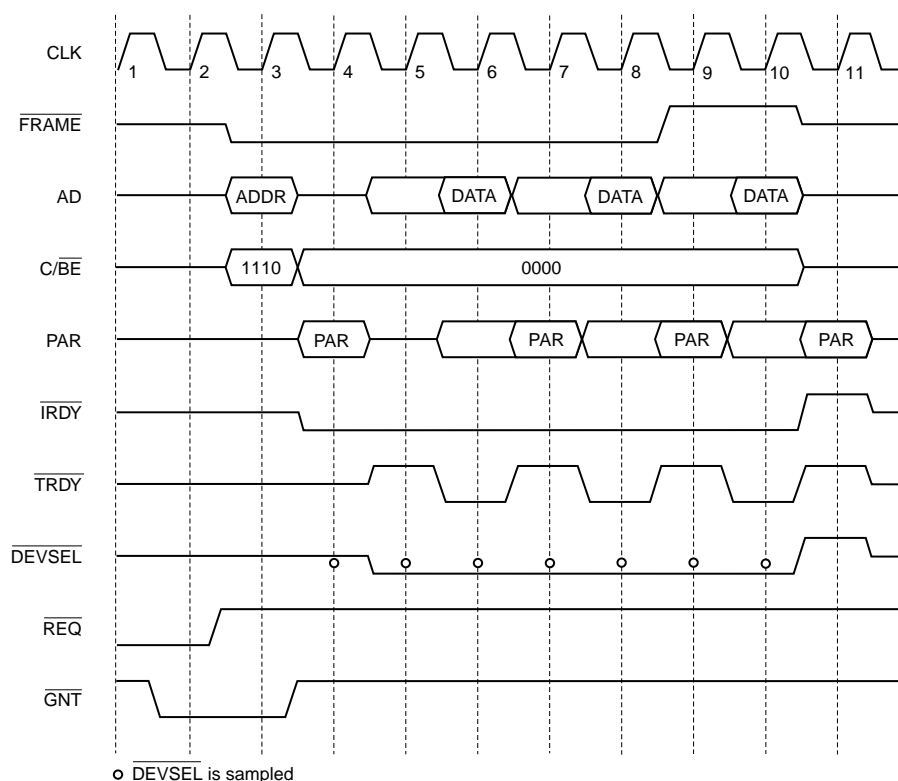 CLK
1 2 3 4 5 6 7 8 9 10 11
FRAME
AD ADDR DATA DATA DATA
C/BE 1110 0000
PAR PAR PAR PAR PAR
IRDY
TRDY
DEVSEL
REQ
GNT
DEVSEL is sampled